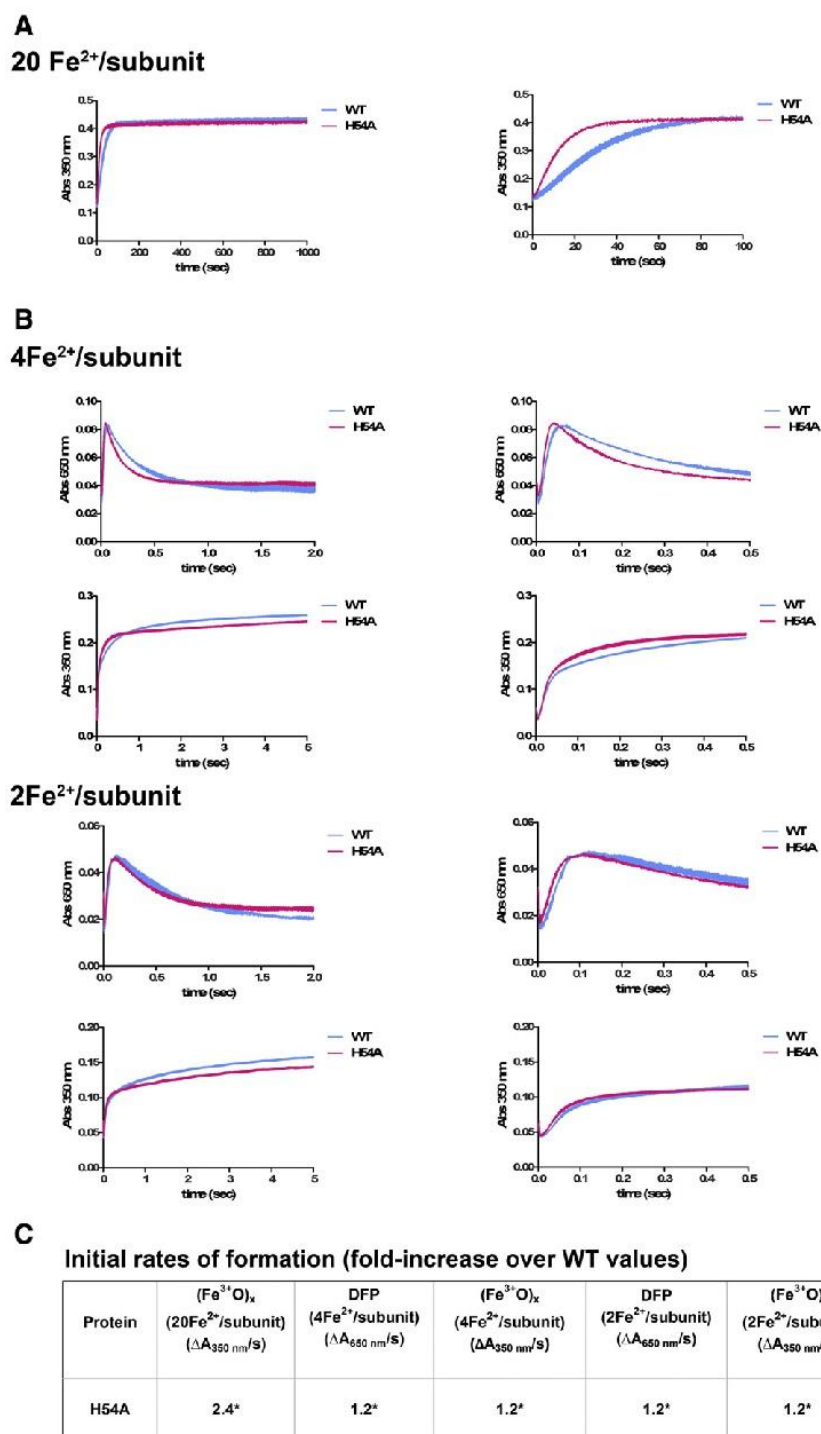 A
20 Fe²⁺/subunit
WT
H54A
Abs 350 nm
0.5
0.4
0.3
0.2
0.1
0.0
0 200 400 600 800 1000
time (sec)
WT
H54A
Abs 350 nm
0.5
0.4
0.3
0.2
0.1
0.0
0 20 40 60 80 100
time (sec)
B
4Fe²⁺/subunit
WT
H54A
Abs 650 nm
0.10
0.08
0.06
0.04
0.02
0.00
0.0 0.5 1.0 1.5 2.0
time (sec)
WT
H54A
Abs 650 nm
0.10
0.08
0.06
0.04
0.02
0.00
0.0 0.1 0.2 0.3 0.4 0.5
time (sec)
WT
H54A
Abs 350 nm
0.3
0.2
0.1
0.0
0 1 2 3 4 5
time (sec)
WT
H54A
Abs 350 nm
0.3
0.2
0.1
0.0
0.0 0.1 0.2 0.3 0.4 0.5
time (sec)
2Fe²⁺/subunit
WT
H54A
Abs 650 nm
0.06
0.04
0.02
0.00
0.0 0.5 1.0 1.5 2.0
time (sec)
WT
H54A
Abs 650 nm
0.06
0.04
0.02
0.00
0.0 0.1 0.2 0.3 0.4 0.5
time (sec)
WT
H54A
Abs 350 nm
0.20
0.15
0.10
0.05
0.00
0 1 2 3 4 5
time (sec)
WT
H54A
Abs 350 nm
0.20
0.15
0.10
0.05
0.00
0.0 0.1 0.2 0.3 0.4 0.5
time (sec)
C
Initial rates of formation (fold-increase over WT values)
Protein
(Fe³⁺O)ₓ
(20Fe²⁺/subunit)
(ΔA₃₅₀ ₙₘ/s)
DFP
(4Fe²⁺/subunit)
(ΔA₆₅₀ ₙₘ/s)
(Fe³⁺O)ₓ
(4Fe²⁺/subunit)
(ΔA₃₅₀ ₙₘ/s)
DFP
(2Fe²⁺/subunit)
(ΔA₆₅₀ ₙₘ/s)
(Fe³⁺O)
(2Fe²⁺/subu
(ΔA₃₅₀ ₙₘ/
H54A 2.4* 1.2* 1.2* 1.2* 1.2*